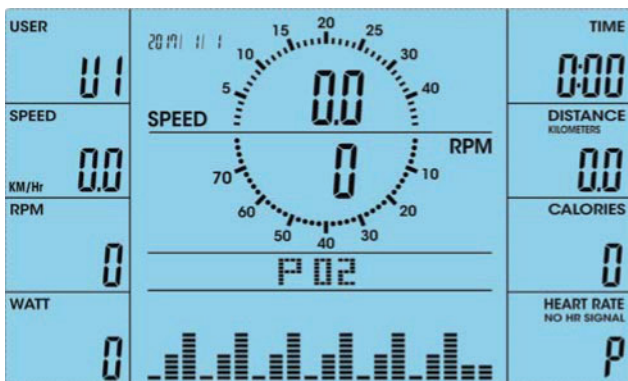 USER
U1
SPEED
KM/Hr 0.0
RPM
0
WATT
0
2017/ 1/ 1
5 10 15 20 25 30 40
SPEED 0.0
RPM
0
70 60 50 40 30 20 10
P 02
TIME
0:00
DISTANCE
KILOMETERS
0.0
CALORIES
0
HEART RATE
NO HR SIGNAL
P